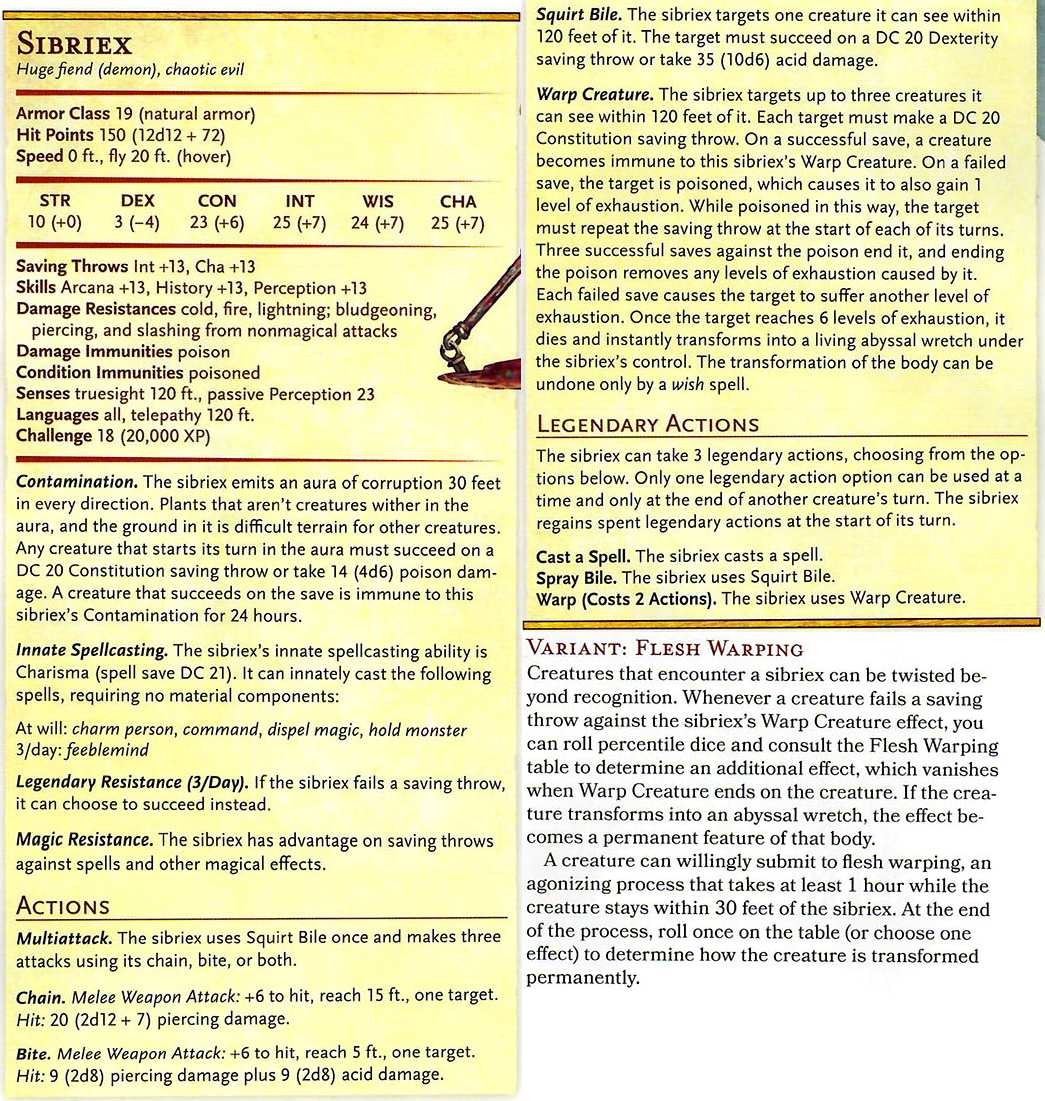 SIBRIEX
Huge fiend (demon), chaotic evil
Armor Class 19 (natural armor)
Hit Points 150 (12d12 + 72)
Speed 0 ft., fly 20 ft. (hover)
STR DEX CON INT WIS CHA
10 (+0) 3 (−4) 23 (+6) 25 (+7) 24 (+7) 25 (+7)
Saving Throws Int +13, Cha +13
Skills Arcana +13, History +13, Perception +13
Damage Resistances cold, fire, lightning; bludgeoning,
piercing, and slashing from nonmagical attacks
Damage Immunities poison
Condition Immunities poisoned
Senses truesight 120 ft., passive Perception 23
Languages all, telepathy 120 ft.
Challenge 18 (20,000 XP)
Contamination. The sibriex emits an aura of corruption 30 feet
in every direction. Plants that aren't creatures wither in the
aura, and the ground in it is difficult terrain for other creatures.
Any creature that starts its turn in the aura must succeed on a
DC 20 Constitution saving throw or take 14 (4d6) poison dam-
age. A creature that succeeds on the save is immune to this
sibriex's Contamination for 24 hours.
Innate Spellcasting. The sibriex's innate spellcasting ability is
Charisma (spell save DC 21). It can innately cast the following
spells, requiring no material components:
At will: charm person, command, dispel magic, hold monster
3/day: feeblemind
Legendary Resistance (3/Day). If the sibriex fails a saving throw,
it can choose to succeed instead.
Magic Resistance. The sibriex has advantage on saving throws
against spells and other magical effects.
ACTIONS
Multiattack. The sibriex uses Squirt Bile once and makes three
attacks using its chain, bite, or both.
Chain. Melee Weapon Attack: +6 to hit, reach 15 ft., one target.
Hit: 20 (2d12 + 7) piercing damage.
Bite. Melee Weapon Attack: +6 to hit, reach 5 ft., one target.
Hit: 9 (2d8) piercing damage plus 9 (2d8) acid damage.
Squirt Bile. The sibriex targets one creature it can see within
120 feet of it. The target must succeed on a DC 20 Dexterity
saving throw or take 35 (10d6) acid damage.
Warp Creature. The sibriex targets up to three creatures it
can see within 120 feet of it. Each target must make a DC 20
Constitution saving throw. On a successful save, a creature
becomes immune to this sibriex's Warp Creature. On a failed
save, the target is poisoned, which causes it to also gain 1
level of exhaustion. While poisoned in this way, the target
must repeat the saving throw at the start of each of its turns.
Three successful saves against the poison end it, and ending
the poison removes any levels of exhaustion caused by it.
Each failed save causes the target to suffer another level of
exhaustion. Once the target reaches 6 levels of exhaustion, it
dies and instantly transforms into a living abyssal wretch under
the sibriex's control. The transformation of the body can be
undone only by a wish spell.
LEGENDARY ACTIONS
The sibriex can take 3 legendary actions, choosing from the op-
tions below. Only one legendary action option can be used at a
time and only at the end of another creature's turn. The sibriex
regains spent legendary actions at the start of its turn.
Cast a Spell. The sibriex casts a spell.
Spray Bile. The sibriex uses Squirt Bile.
Warp (Costs 2 Actions). The sibriex uses Warp Creature.
VARIANT: FLESH WARPING
Creatures that encounter a sibriex can be twisted be-
yond recognition. Whenever a creature fails a saving
throw against the sibriex's Warp Creature effect, you
can roll percentile dice and consult the Flesh Warping
table to determine an additional effect, which vanishes
when Warp Creature ends on the creature. If the crea-
ture transforms into an abyssal wretch, the effect be-
comes a permanent feature of that body.
A creature can willingly submit to flesh warping, an
agonizing process that takes at least 1 hour while the
creature stays within 30 feet of the sibriex. At the end
of the process, roll once on the table (or choose one
effect) to determine how the creature is transformed
permanently.